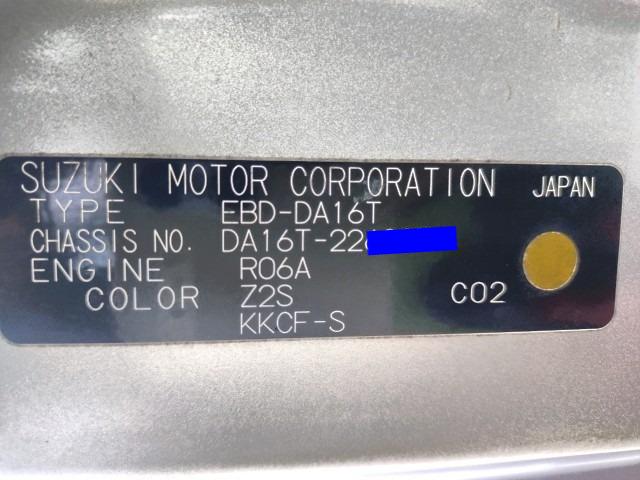 SUZUKI MOTOR CORPORATION JAPAN
TYPE EBD-DA16T
CHASSIS NO. DA16T-22
ENGINE R06A
COLOR Z2S C02
KKCF-S